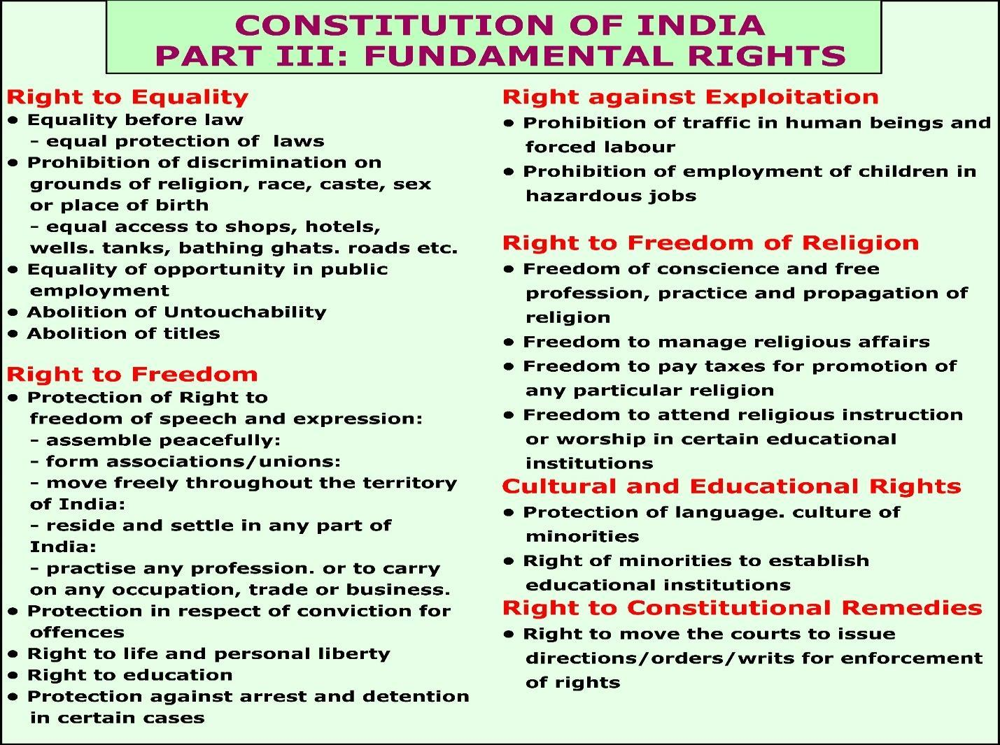 CONSTITUTION OF INDIA
PART III: FUNDAMENTAL RIGHTS
Right to Equality
● Equality before law
- equal protection of laws
● Prohibition of discrimination on
grounds of religion, race, caste, sex
or place of birth
- equal access to shops, hotels,
wells. tanks, bathing ghats. roads etc.
● Equality of opportunity in public
employment
● Abolition of Untouchability
● Abolition of titles
Right to Freedom
● Protection of Right to
freedom of speech and expression:
- assemble peacefully:
- form associations/unions:
- move freely throughout the territory
of India:
- reside and settle in any part of
India:
- practise any profession. or to carry
on any occupation, trade or business.
● Protection in respect of conviction for
offences
● Right to life and personal liberty
● Right to education
● Protection against arrest and detention
in certain cases
Right against Exploitation
● Prohibition of traffic in human beings and
forced labour
● Prohibition of employment of children in
hazardous jobs
Right to Freedom of Religion
● Freedom of conscience and free
profession, practice and propagation of
religion
● Freedom to manage religious affairs
● Freedom to pay taxes for promotion of
any particular religion
● Freedom to attend religious instruction
or worship in certain educational
institutions
Cultural and Educational Rights
● Protection of language. culture of
minorities
● Right of minorities to establish
educational institutions
Right to Constitutional Remedies
● Right to move the courts to issue
directions/orders/writs for enforcement
of rights